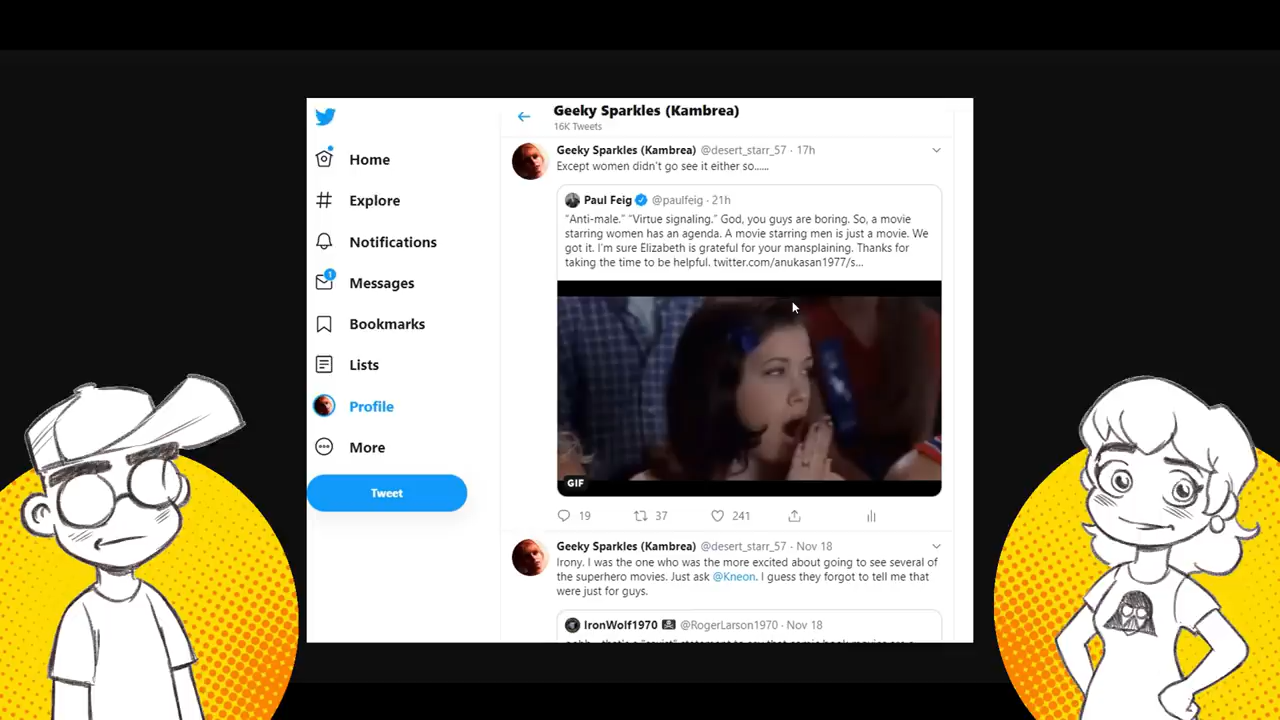 Geeky Sparkles (Kambrea)
16K Tweets
Home
Explore
Notifications
1
Messages
Bookmarks
Lists
Profile
More
Tweet
Geeky Sparkles (Kambrea) @desert_starr_57 · 17h
Except women didn't go see it either so......
Paul Feig @paulfeig · 21h
“Anti-male.” “Virtue signaling.” God, you guys are boring. So, a movie
starring women has an agenda. A movie starring men is just a movie. We
got it. I'm sure Elizabeth is grateful for your mansplaining. Thanks for
taking the time to be helpful. twitter.com/anukasan1977/s...
GIF
19 37 241
Geeky Sparkles (Kambrea) @desert_starr_57 · Nov 18
Irony. I was the one who was the more excited about going to see several of
the superhero movies. Just ask @Kneon. I guess they forgot to tell me that
were just for guys.
IronWolf1970 @RogerLarson1970 · Nov 18